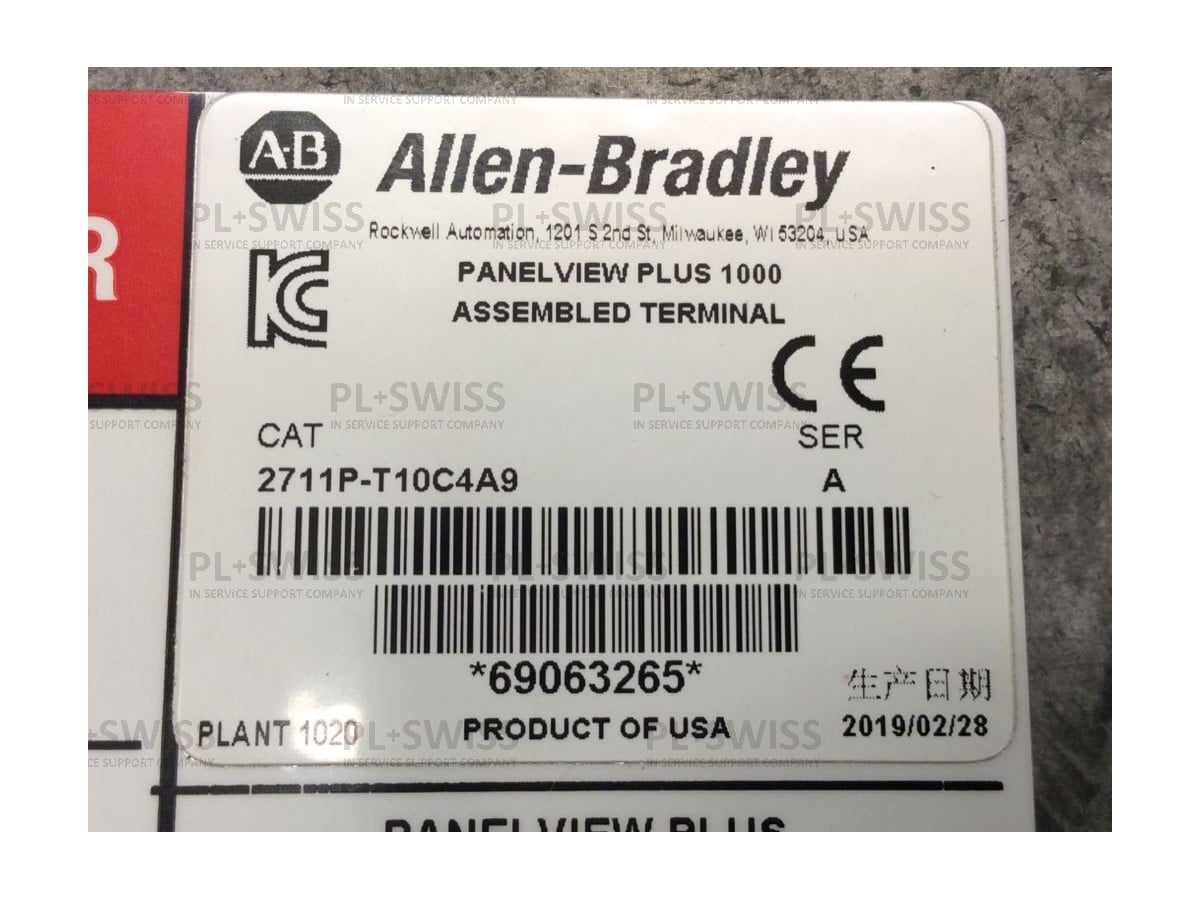 A-B Allen-Bradley
Rockwell Automation, 1201 S 2nd St, Milwaukee, WI 53204, USA
PANELVIEW PLUS 1000
ASSEMBLED TERMINAL
R
CE
CAT
SER
2711P-T10C4A9
A
*69063265*
生产日期
PLANT 1020
PRODUCT OF USA
2019/02/28
PANELVIEW PLUS
PL+SWISS
IN SERVICE SUPPORT COMPANY